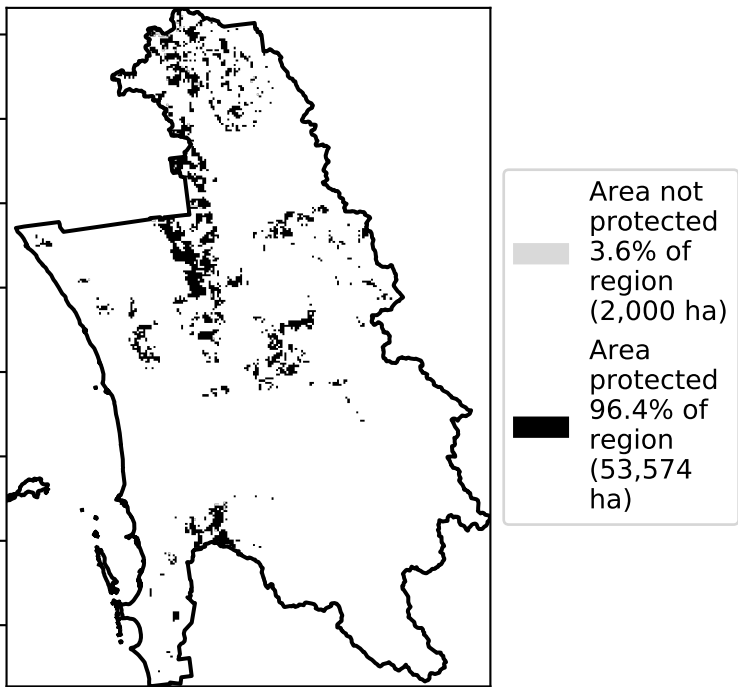 Area not
protected
3.6% of
region
(2,000 ha)
Area
protected
96.4% of
region
(53,574
ha)